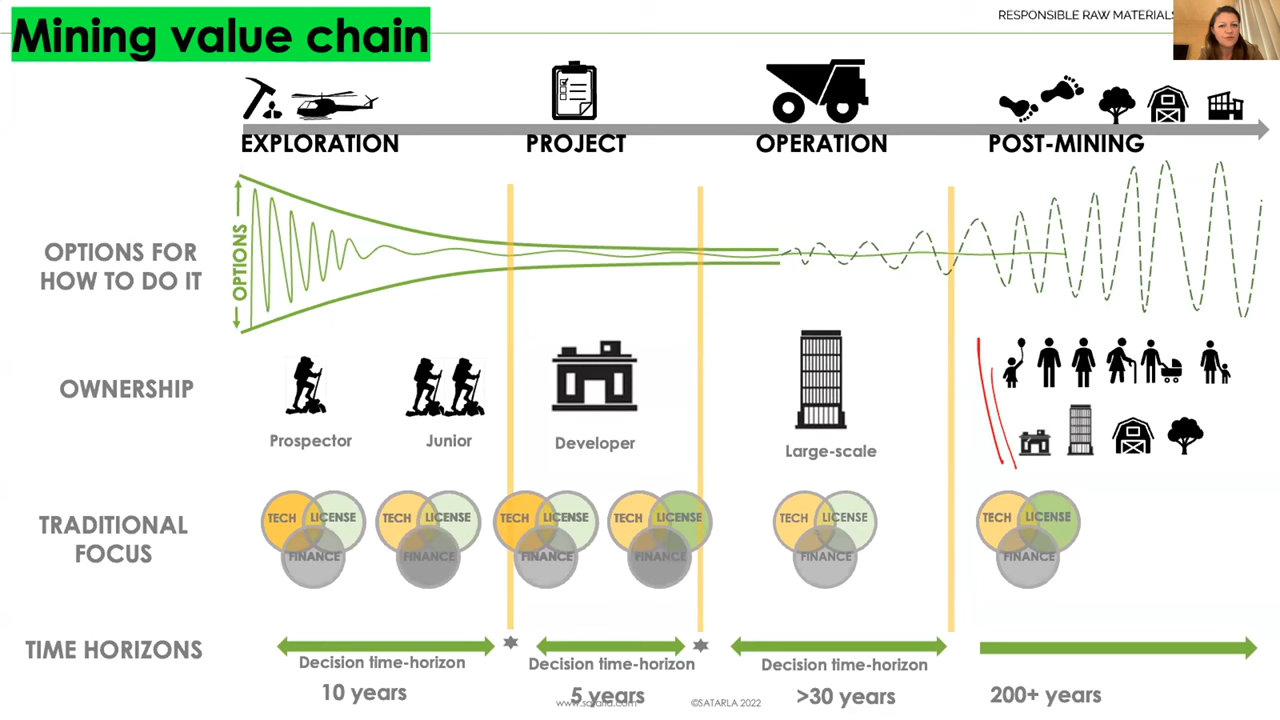 Mining value chain
RESPONSIBLE RAW MATERIALS
EXPLORATION
PROJECT
OPERATION
POST-MINING
OPTIONS FOR
HOW TO DO IT
OPTIONS
OWNERSHIP
Prospector
Junior
Developer
Large-scale
TRADITIONAL
FOCUS
TECH LICENSE
FINANCE
TECH LICENSE
FINANCE
TECH LICENSE
FINANCE
TECH LICENSE
FINANCE
TECH LICENSE
FINANCE
TECH LICENSE
FINANCE
TIME HORIZONS
Decision time-horizon
10 years
Decision time-horizon
5 years
Decision time-horizon
>30 years
200+ years
www.satarla.com
©SATARLA 2022